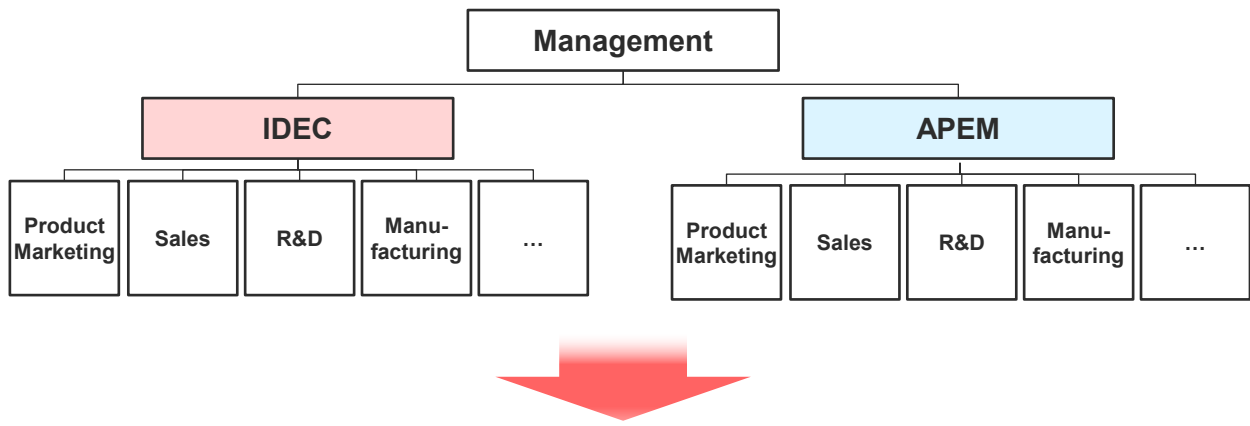 Management
IDEC
APEM
Product
Marketing
Sales
R&D
Manu-
facturing
…
Product
Marketing
Sales
R&D
Manu-
facturing
…